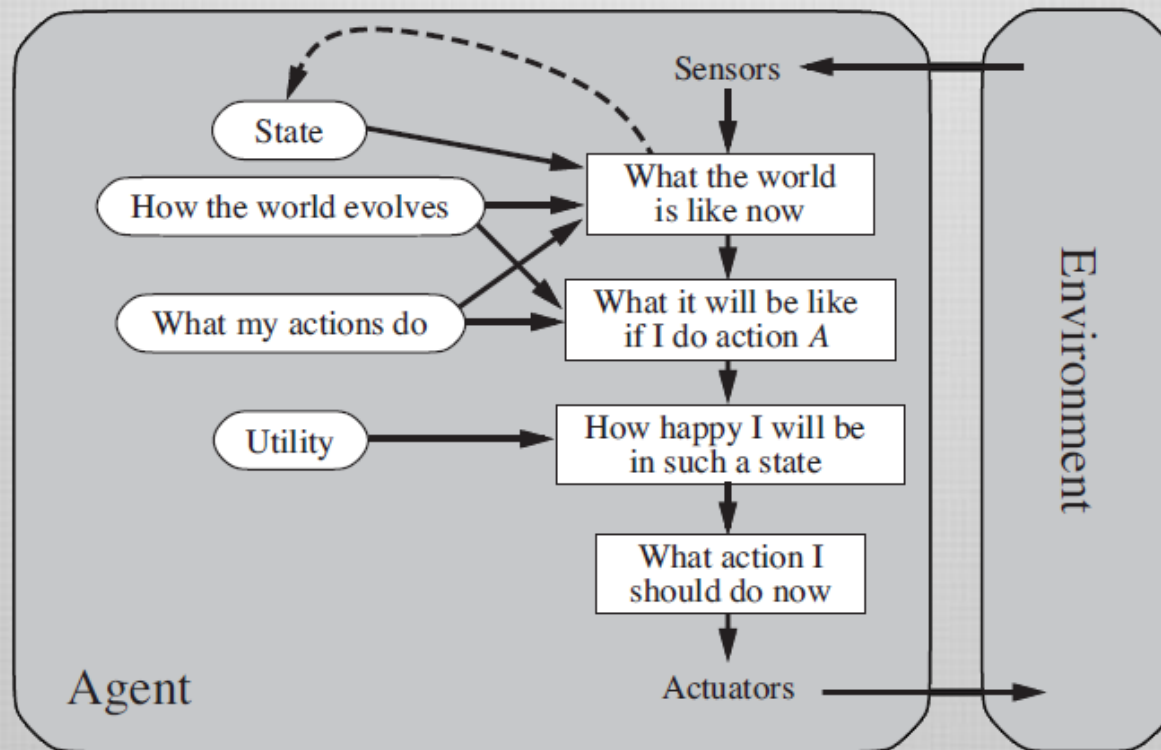 Sensors
State
What the world
is like now
How the world evolves
What it will be like
if I do action A
What my actions do
How happy I will be
in such a state
Utility
What action I
should do now
Agent
Actuators
Environment